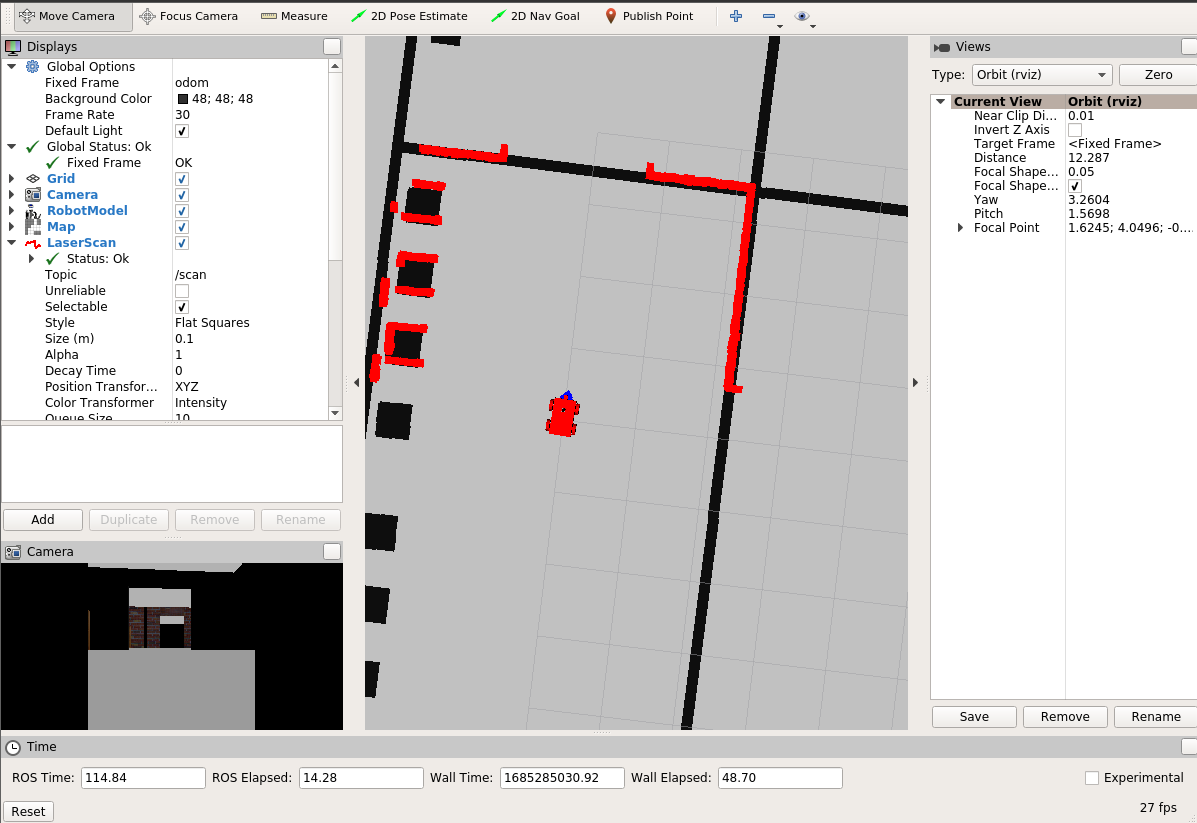 Move Camera Focus Camera Measure 2D Pose Estimate 2D Nav Goal Publish Point
Displays
Global Options
Fixed Frame odom
Background Color 48; 48; 48
Frame Rate 30
Default Light
Global Status: Ok
Fixed Frame OK
Grid
Camera
RobotModel
Map
LaserScan
Status: Ok
Topic /scan
Unreliable
Selectable
Style Flat Squares
Size (m) 0.1
Alpha 1
Decay Time 0
Position Transfor... XYZ
Color Transformer Intensity
Queue Size 10
Add Duplicate Remove Rename
Camera
Views
Type: Orbit (rviz) Zero
Current View Orbit (rviz)
Near Clip Di... 0.01
Invert Z Axis
Target Frame <Fixed Frame>
Distance 12.287
Focal Shape... 0.05
Focal Shape...
Yaw 3.2604
Pitch 1.5698
Focal Point 1.6245; 4.0496; -0....
Save Remove Rename
Time
ROS Time: 114.84 ROS Elapsed: 14.28 Wall Time: 1685285030.92 Wall Elapsed: 48.70 Experimental
Reset 27 fps